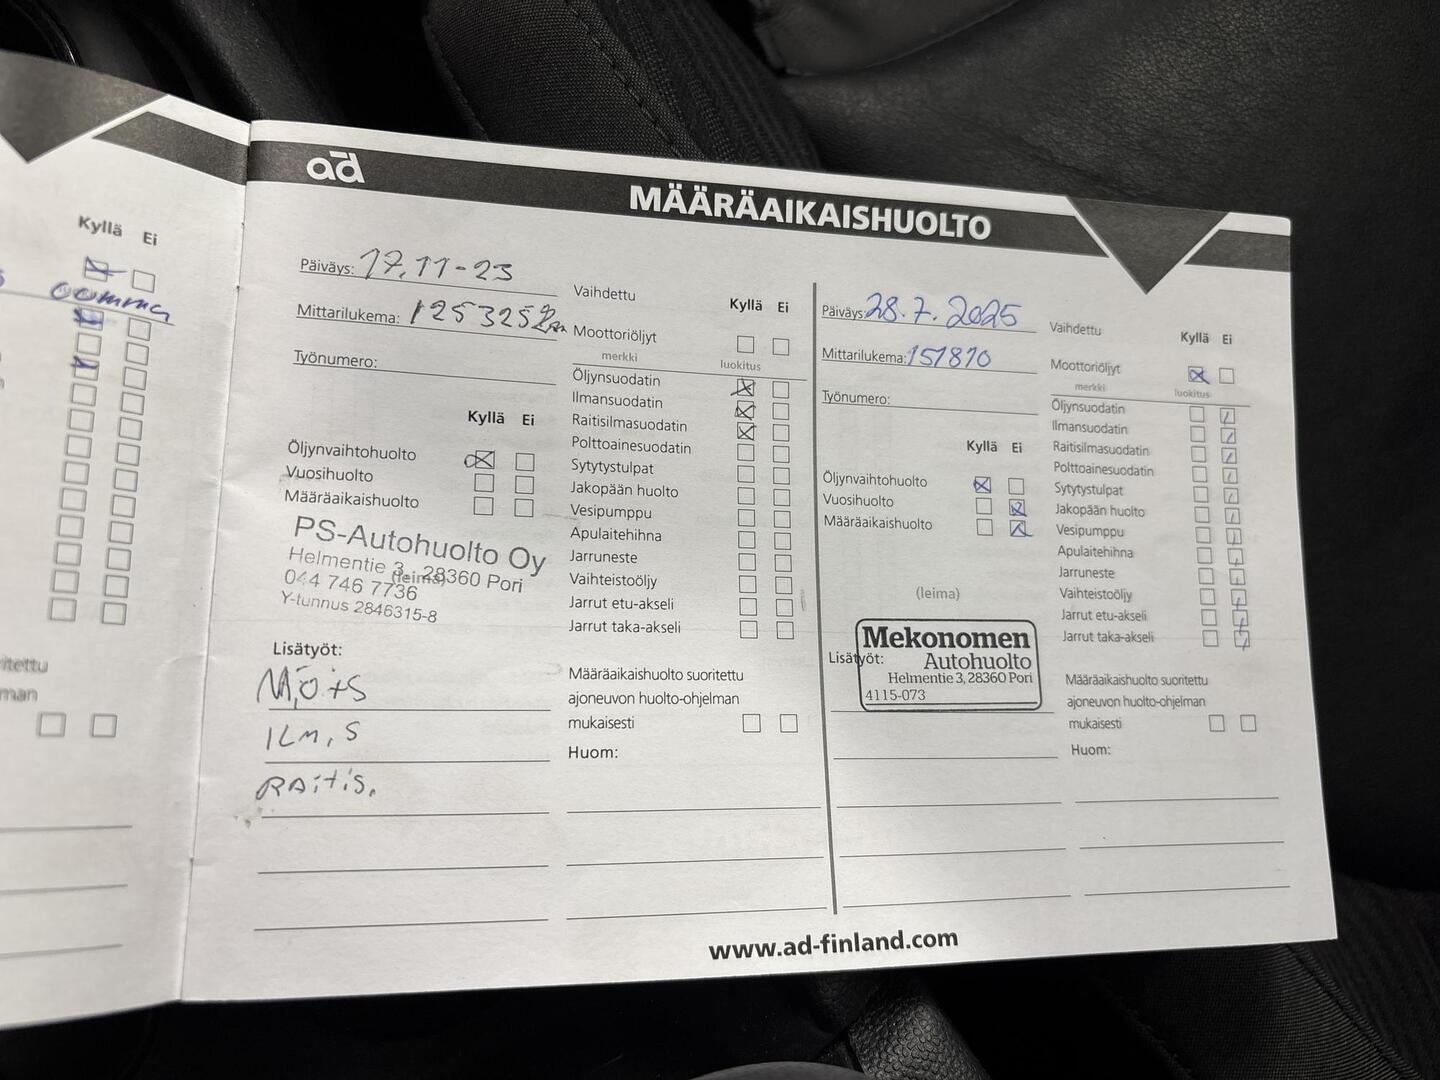 Kyllä Ei
comma
ritettu
man
ad
MÄÄRÄAIKAISHUOLTO
Päiväys: 17.11-23
Mittarilukema: 125325 km
Työnumero:
Kyllä Ei
Öljynvaihtohuolto
Vuosihuolto
Määräaikaishuolto
PS-Autohuolto Oy
Helmentie 3, 28360 Pori
(leima)
044 746 7736
Y-tunnus 2846315-8
Lisätyöt:
M,Ö+S
ILM,S
RAITIS.
Vaihdettu
Kyllä Ei
Moottoriöljyt
merkki luokitus
Öljynsuodatin
Ilmansuodatin
Raitisilmasuodatin
Polttoainesuodatin
Sytytystulpat
Jakopään huolto
Vesipumppu
Apulaitehihna
Jarruneste
Vaihteistoöljy
Jarrut etu-akseli
Jarrut taka-akseli
Määräaikaishuolto suoritettu
ajoneuvon huolto-ohjelman
mukaisesti
Huom:
Päiväys: 28.7.2025
Mittarilukema: 151810
Työnumero:
Kyllä Ei
Öljynvaihtohuolto
Vuosihuolto
Määräaikaishuolto
(leima)
Mekonomen
Autohuolto
Helmentie 3, 28360 Pori
4115-073
Lisätyöt:
Vaihdettu
Kyllä Ei
Moottoriöljyt
merkki luokitus
Öljynsuodatin
Ilmansuodatin
Raitisilmasuodatin
Polttoainesuodatin
Sytytystulpat
Jakopään huolto
Vesipumppu
Apulaitehihna
Jarruneste
Vaihteistoöljy
Jarrut etu-akseli
Jarrut taka-akseli
Määräaikaishuolto suoritettu
ajoneuvon huolto-ohjelman
mukaisesti
Huom:
www.ad-finland.com